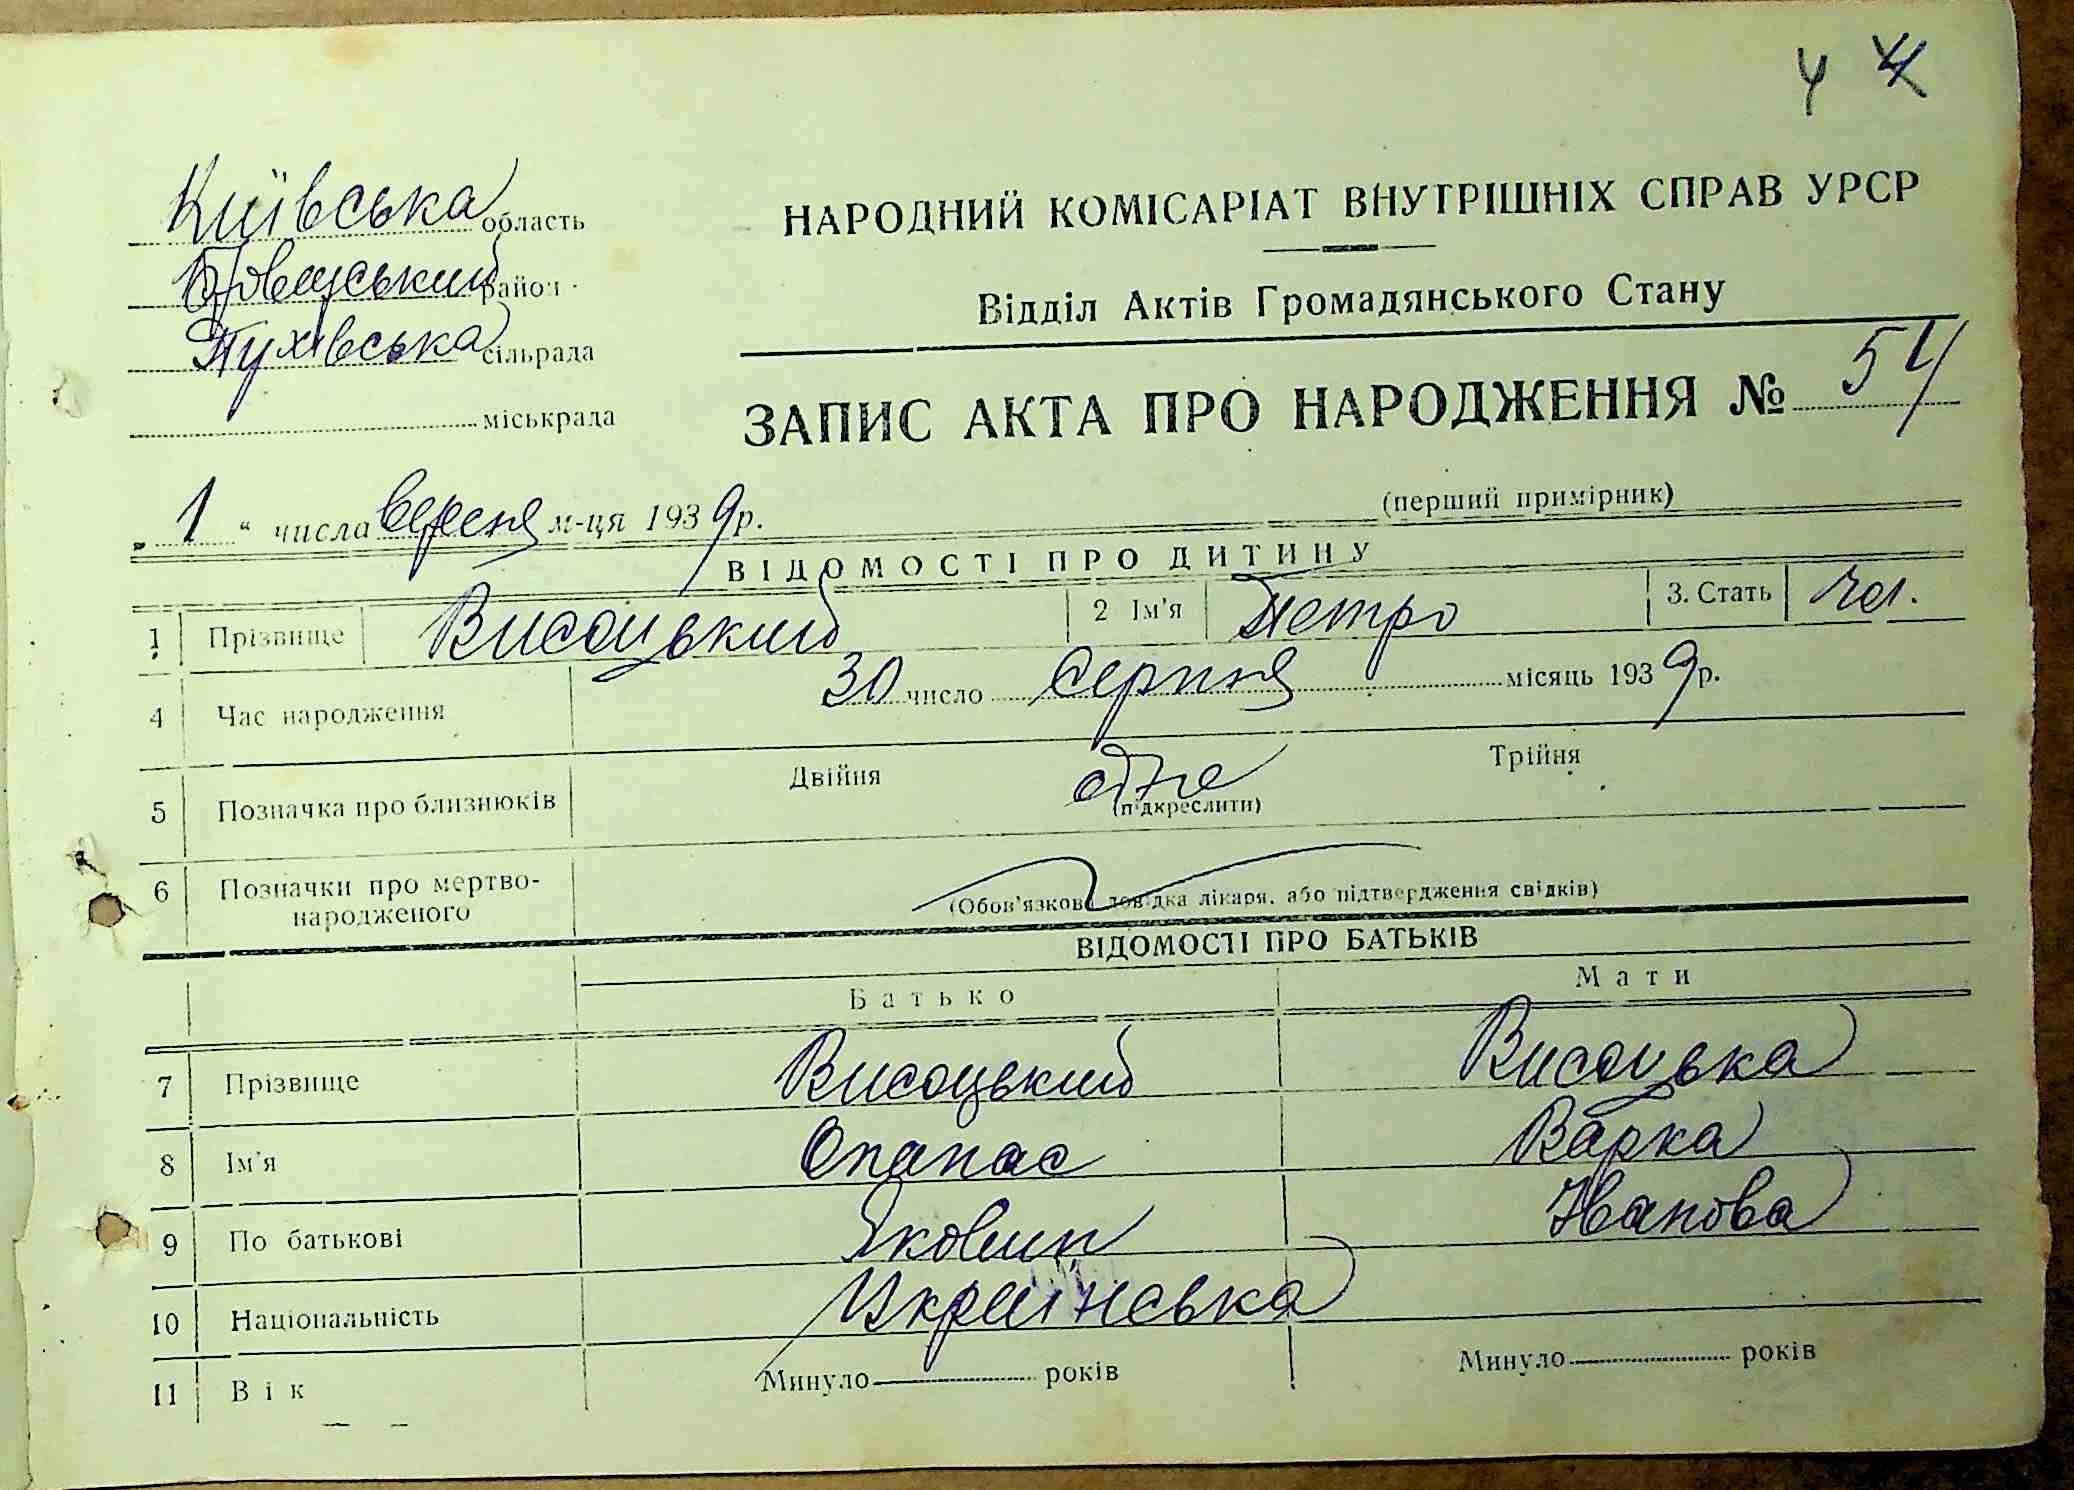 4 4
Київська область
Бровацький район
Пухівська сільрада
міськрада
НАРОДНИЙ КОМІСАРІАТ ВНУТРІШНІХ СПРАВ УРСР
Відділ Актів Громадянського Стану
ЗАПИС АКТА ПРО НАРОДЖЕННЯ № 54
(перший примірник)
„ 1 “ числа вересня м-ця 1939 р.
ВІДОМОСТІ ПРО ДИТИНУ
1 Прізвище Висоцький 2 Ім'я Петро 3. Стать чол.
4 Час народження 30 число серпня місяць 1939 р.
5 Позначка про близнюків Двійня одне Трійня
(підкреслити)
6 Позначки про мертво-
народженого (Обов'язкова довідка лікаря, або підтвердження свідків)
ВІДОМОСТІ ПРО БАТЬКІВ
Батько Мати
7 Прізвище Висоцький Висоцька
8 Ім'я Опанас Варка
9 По батькові Яковип Іванова
10 Національність Українська
11 Вік Минуло років Минуло років